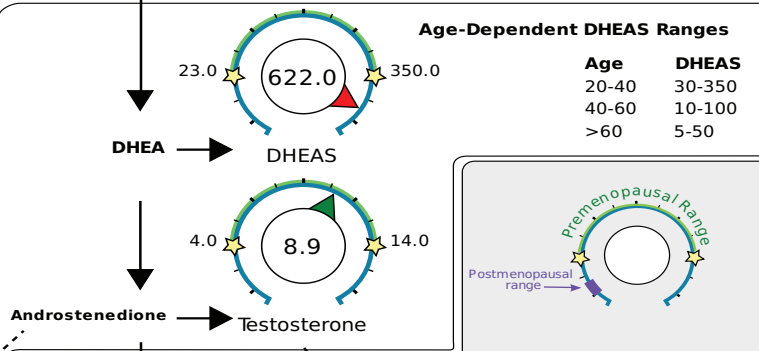 Age-Dependent DHEAS Ranges
Age DHEAS
20-40 30-350
40-60 10-100
>60 5-50
23.0 622.0 350.0
DHEA
DHEAS
4.0 8.9 14.0
Androstenedione
Testosterone
Premenopausal Range
Postmenopausal
range